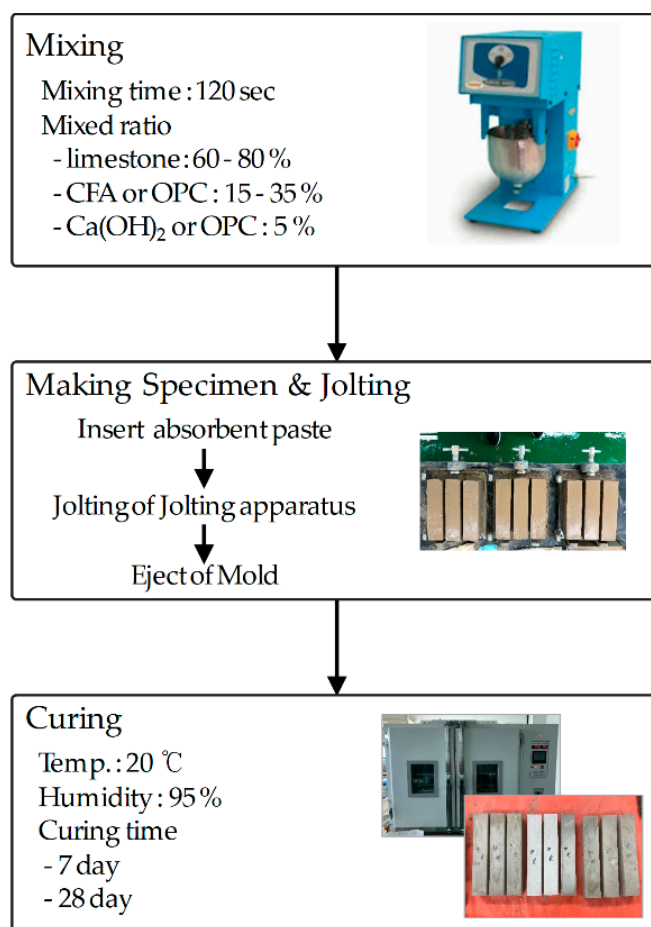 Mixing
Mixing time : 120 sec
Mixed ratio
- limestone : 60 - 80 %
- CFA or OPC : 15 - 35 %
- Ca(OH)₂ or OPC : 5 %
Making Specimen & Jolting
Insert absorbent paste
Jolting of Jolting apparatus
Eject of Mold
Curing
Temp. : 20 ℃
Humidity : 95 %
Curing time
- 7 day
- 28 day